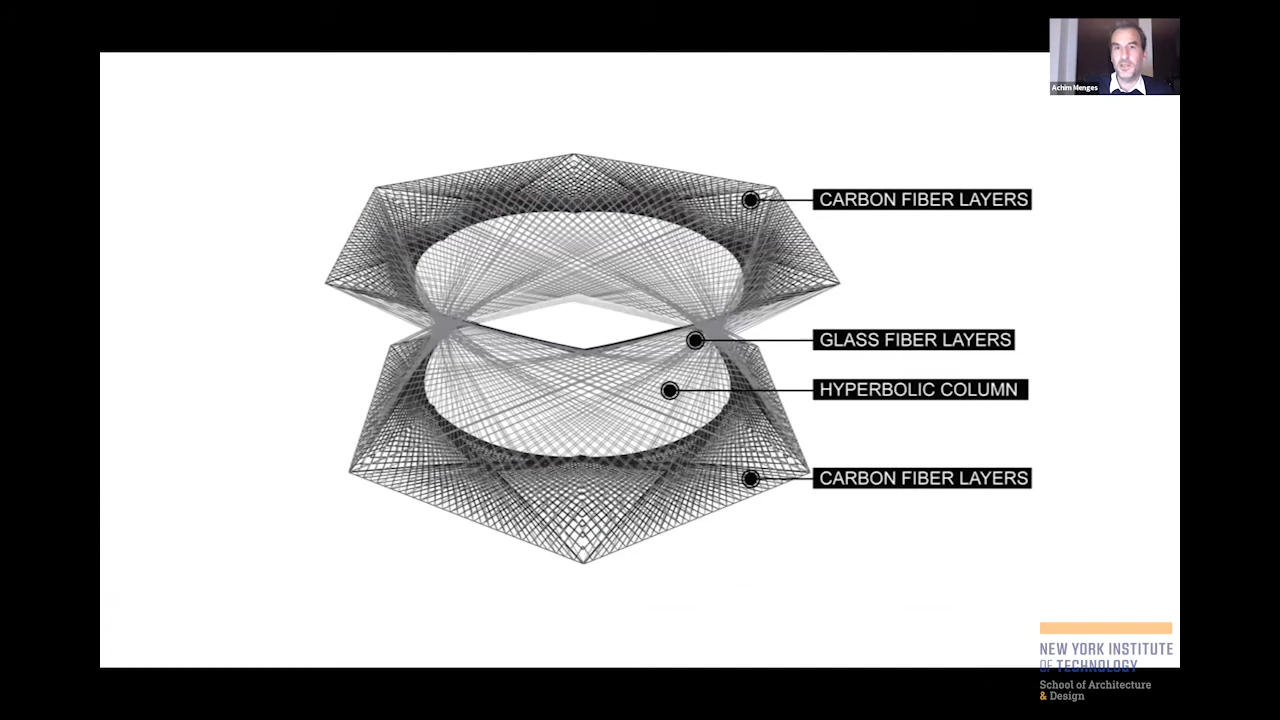 Achim Menges
CARBON FIBER LAYERS
GLASS FIBER LAYERS
HYPERBOLIC COLUMN
CARBON FIBER LAYERS
NEW YORK INSTITUTE
OF TECHNOLOGY
School of Architecture
& Design